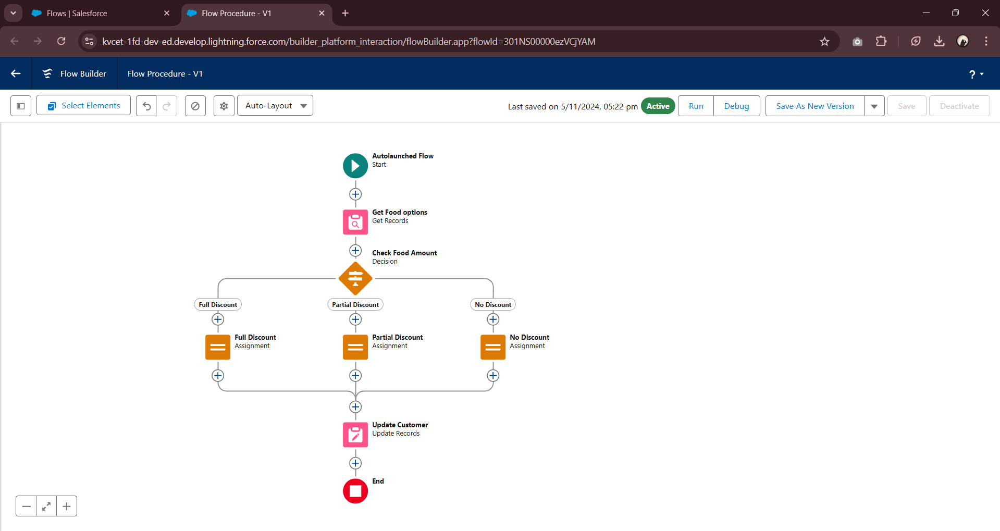 Flows | Salesforce
Flow Procedure - V1
kvcet-1fd-dev-ed.develop.lightning.force.com/builder_platform_interaction/flowBuilder.app?flowId=301NS00000ezVCjYAM
Flow Builder
Flow Procedure - V1
?
Select Elements
Auto-Layout
Last saved on 5/11/2024, 05:22 pm
Active
Run
Debug
Save As New Version
Save
Deactivate
Autolaunched Flow
Start
Get Food options
Get Records
Check Food Amount
Decision
Full Discount
Partial Discount
No Discount
Full Discount
Assignment
Partial Discount
Assignment
No Discount
Assignment
Update Customer
Update Records
End